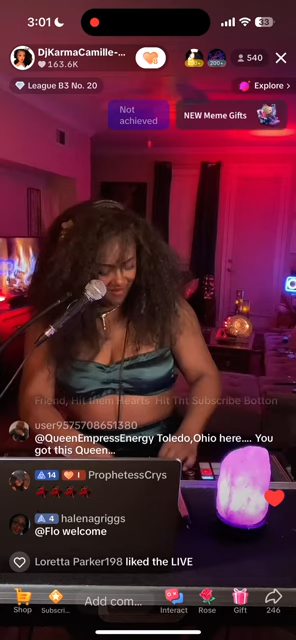 3:01
33
DjKarmaCamille-...
163.6K
200+
540
League B3 No. 20
Explore >
Not
achieved
NEW Meme Gifts
Friend, Hit them Hearts Hit Tht Subscribe Botton
user9575708651380
@QueenEmpressEnergy Toledo,Ohio here.... You
got this Queen...
14 1 ProphetessCrys
4 halenagriggs
@Flo welcome
Loretta Parker198 liked the LIVE
Add com...
Shop Subscri... Interact Rose Gift 246